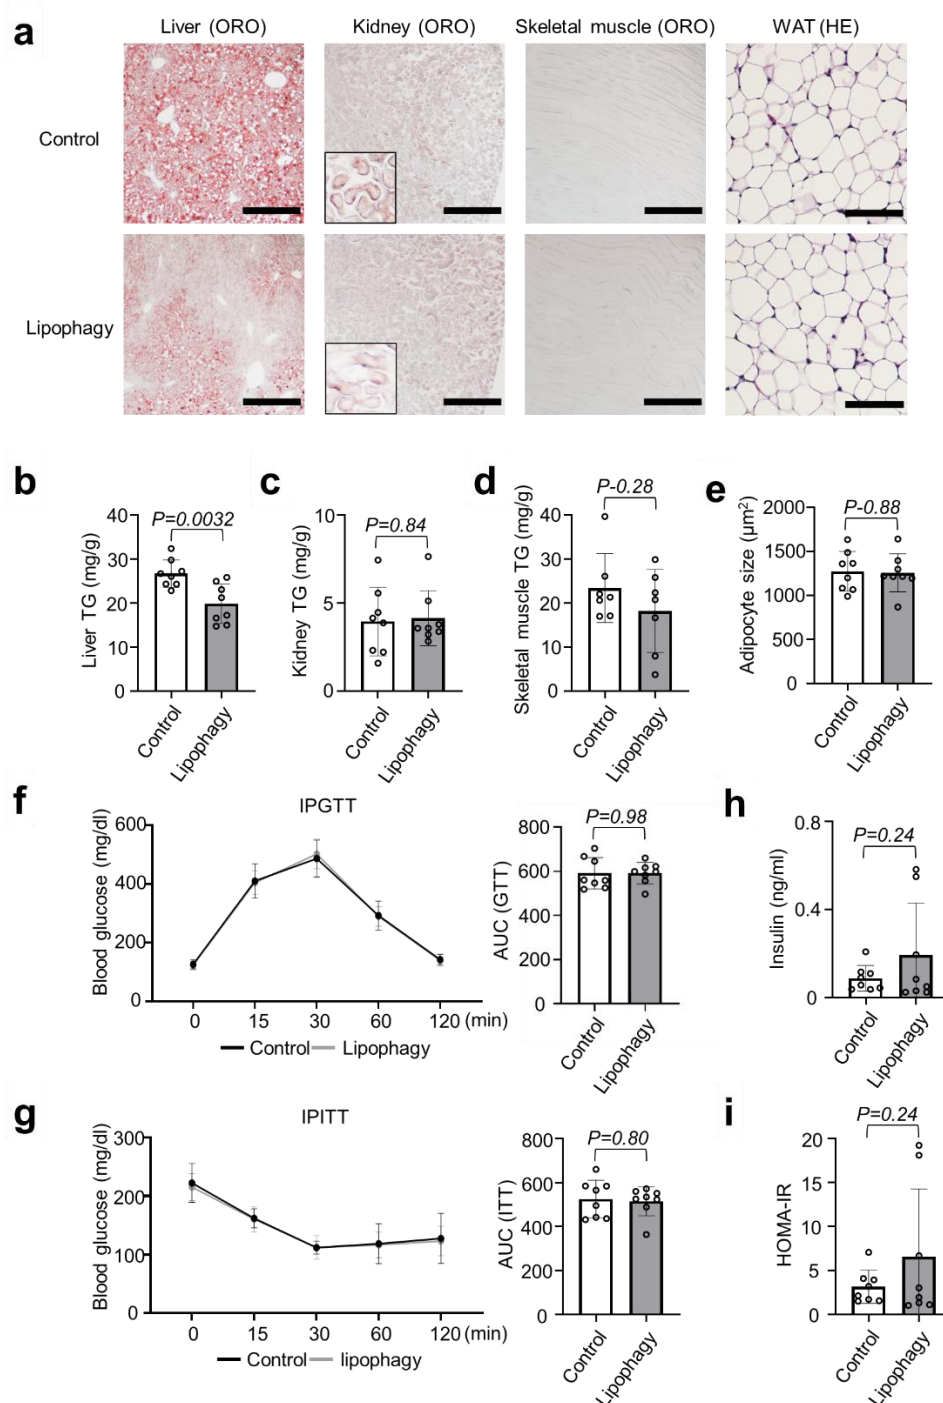 a
Liver (ORO)
Kidney (ORO)
Skeletal muscle (ORO)
WAT (HE)
Control
Lipophagy
b
Liver TG (mg/g)
40
30
20
10
0
P=0.0032
Control
Lipophagy
c
Kidney TG (mg/g)
10
5
0
P=0.84
Control
Lipophagy
d
Skeletal muscle TG (mg/g)
40
30
20
10
0
P-0.28
Control
Lipophagy
e
Adipocyte size (μm²)
2000
1500
1000
500
0
P-0.88
Control
Lipophagy
f
IPGTT
Blood glucose (mg/dl)
600
400
200
0
0 15 30 60 120 (min)
Control Lipophagy
AUC (GTT)
800
600
400
200
0
P=0.98
Control
Lipophagy
h
Insulin (ng/ml)
0.8
0.4
0
P=0.24
Control
Lipophagy
g
IPITT
Blood glucose (mg/dl)
300
200
100
0
0 15 30 60 120 (min)
Control lipophagy
AUC (ITT)
800
600
400
200
0
P=0.80
Control
Lipophagy
i
HOMA-IR
20
15
10
5
0
P=0.24
Control
Lipophagy